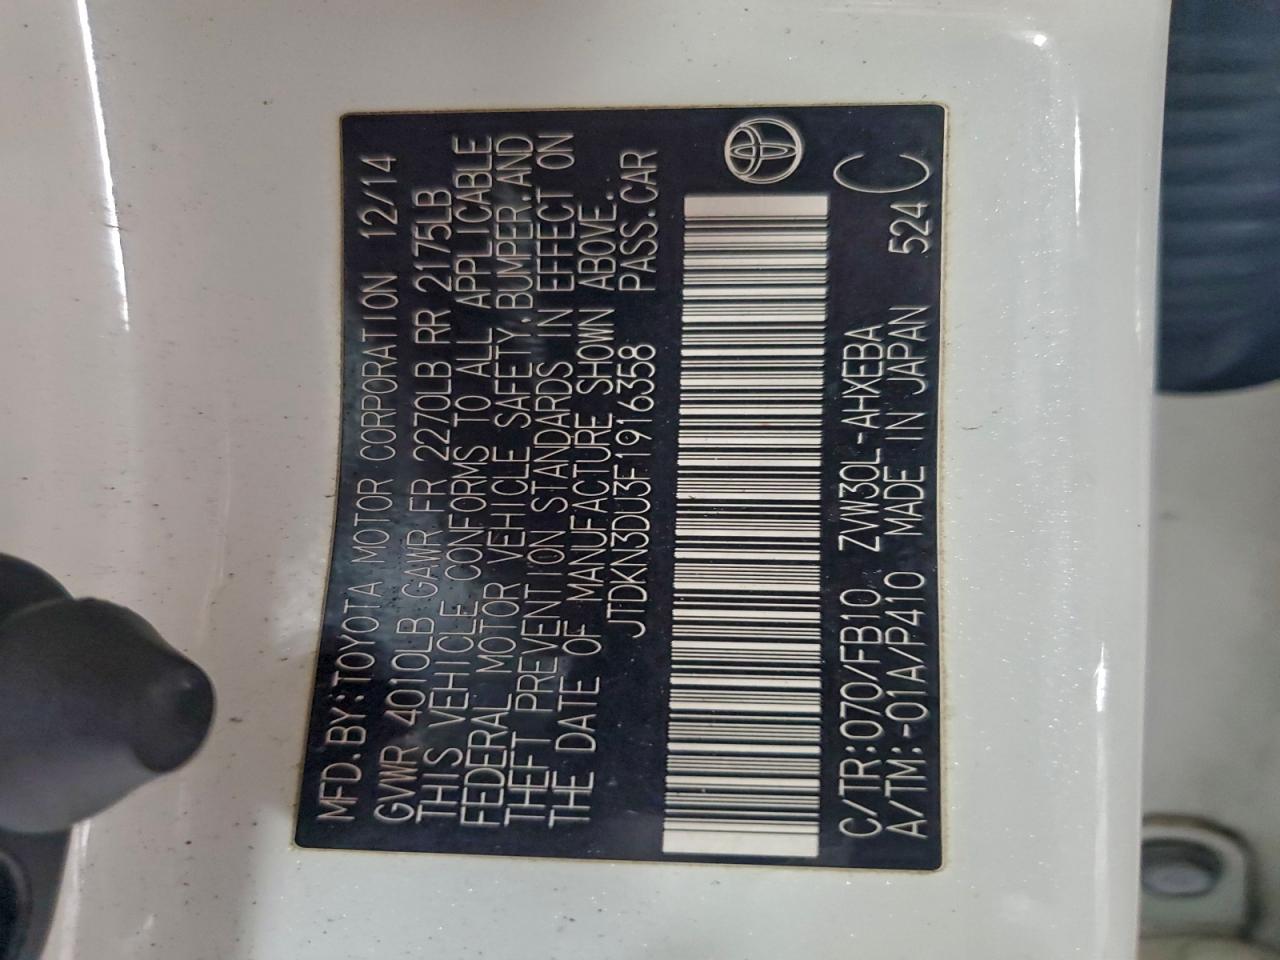 MFD.BY:TOYOTA MOTOR CORPORATION 12/14
GVWR 4010LB GAWR FR 2270LB RR 2175LB
THIS VEHICLE CONFORMS TO ALL APPLICABLE
FEDERAL MOTOR VEHICLE SAFETY,BUMPER,AND
THEFT PREVENTION STANDARDS IN EFFECT ON
THE DATE OF MANUFACTURE SHOWN ABOVE.
JTDKN3DU3F1916358 PASS.CAR
C/TR:070/FB10 ZVW30L-AHXEBA C
A/TM:-01A/P410 MADE IN JAPAN 524